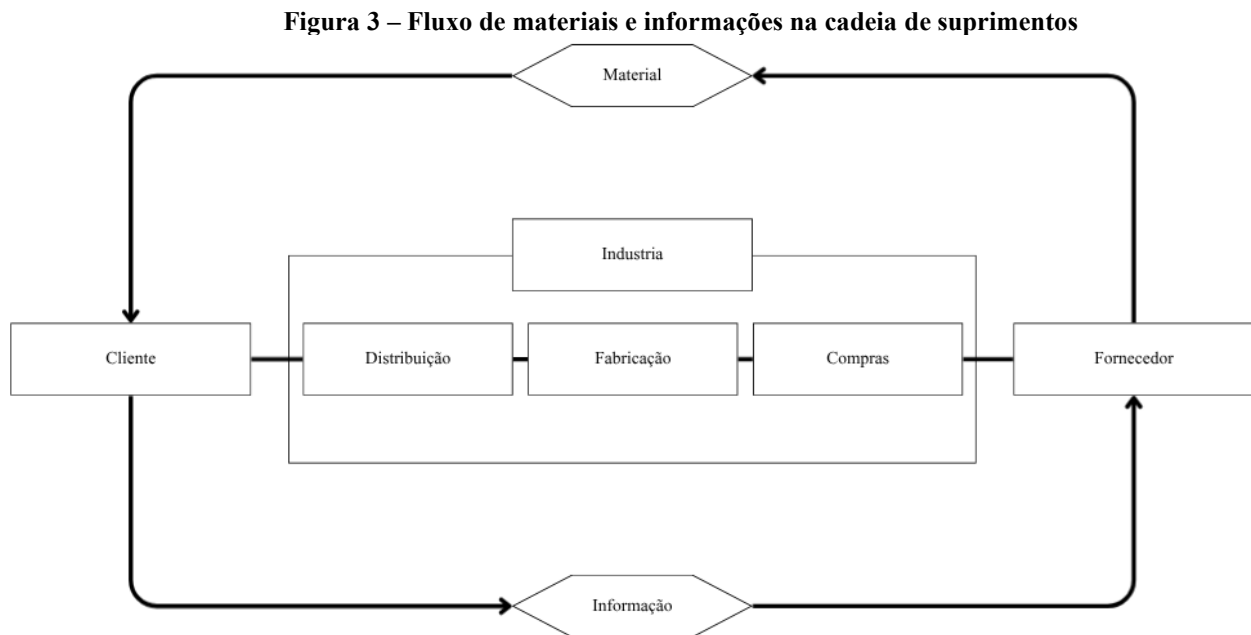 Figura 3 – Fluxo de materiais e informações na cadeia de suprimentos
Material
Industria
Cliente
Distribuição
Fabricação
Compras
Fornecedor
Informação